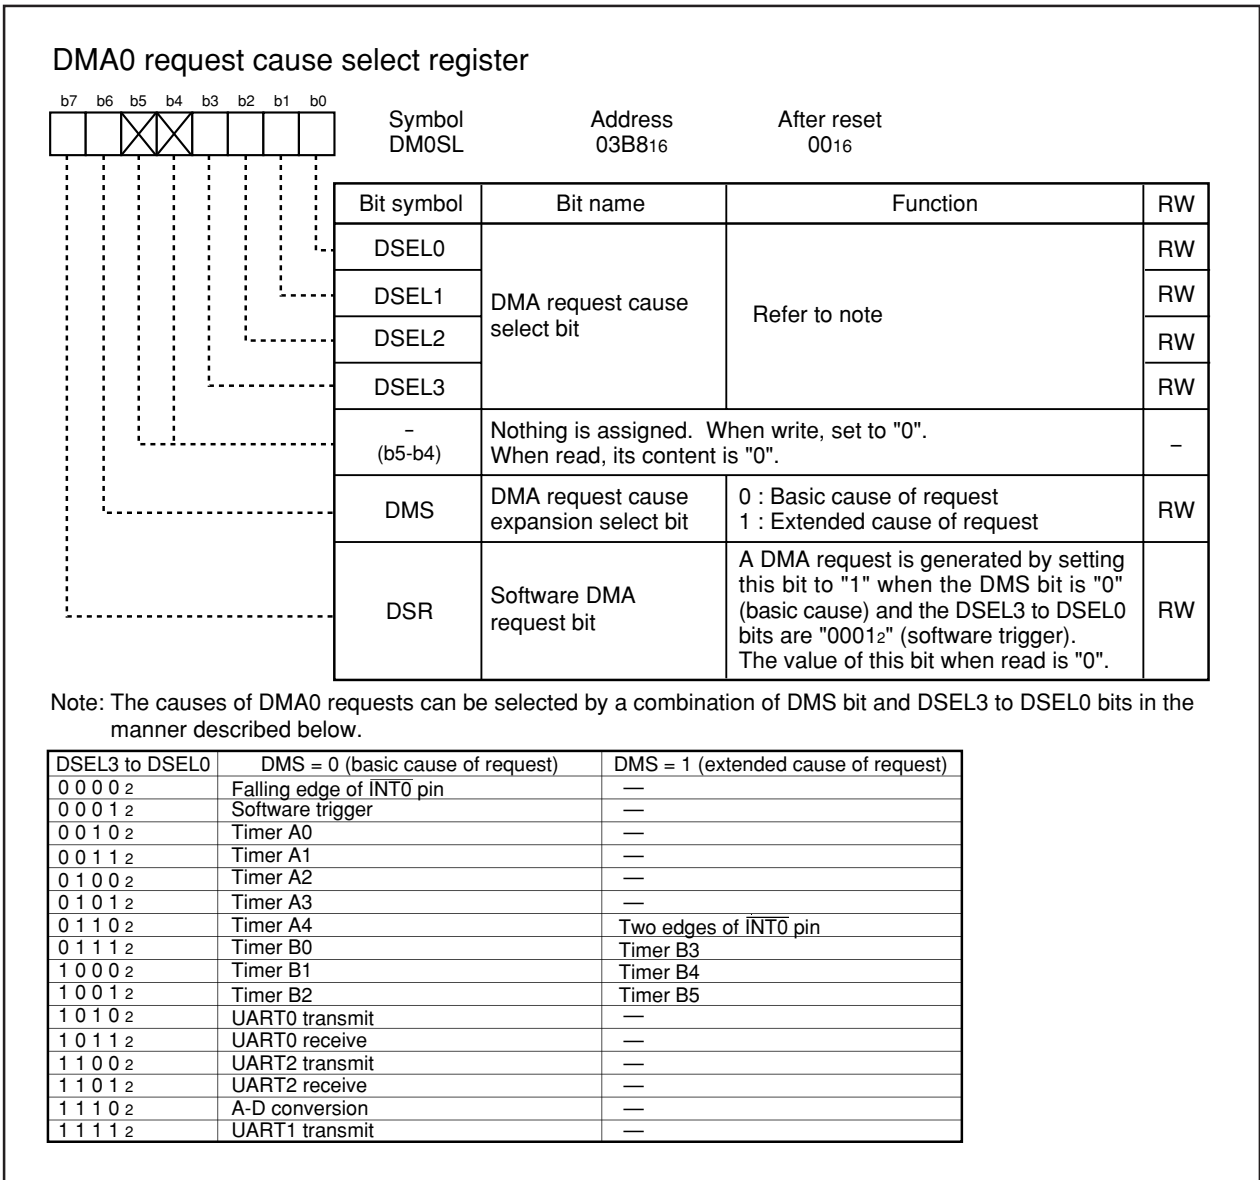 DMA0 request cause select register
b7 b6 b5 b4 b3 b2 b1 b0
Symbol Address After reset
DM0SL 03B816 0016
Bit symbol Bit name Function RW
DSEL0 RW
DSEL1 RW
DMA request cause
select bit
Refer to note
DSEL2 RW
DSEL3 RW
–
(b5-b4)
Nothing is assigned. When write, set to "0".
When read, its content is "0".
–
DMS
DMA request cause
expansion select bit
0 : Basic cause of request
1 : Extended cause of request
RW
DSR
Software DMA
request bit
A DMA request is generated by setting
this bit to "1" when the DMS bit is "0"
(basic cause) and the DSEL3 to DSEL0
bits are "00012" (software trigger).
The value of this bit when read is "0".
RW
Note: The causes of DMA0 requests can be selected by a combination of DMS bit and DSEL3 to DSEL0 bits in the
manner described below.
DSEL3 to DSEL0 DMS = 0 (basic cause of request) DMS = 1 (extended cause of request)
0 0 0 0 2 Falling edge of INT0 pin —
0 0 0 1 2 Software trigger —
0 0 1 0 2 Timer A0 —
0 0 1 1 2 Timer A1 —
0 1 0 0 2 Timer A2 —
0 1 0 1 2 Timer A3 —
0 1 1 0 2 Timer A4 Two edges of INT0 pin
0 1 1 1 2 Timer B0 Timer B3
1 0 0 0 2 Timer B1 Timer B4
1 0 0 1 2 Timer B2 Timer B5
1 0 1 0 2 UART0 transmit —
1 0 1 1 2 UART0 receive —
1 1 0 0 2 UART2 transmit —
1 1 0 1 2 UART2 receive —
1 1 1 0 2 A-D conversion —
1 1 1 1 2 UART1 transmit —